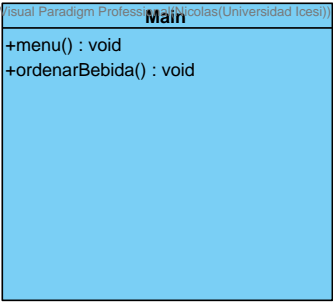 Visual Paradigm Professional(Nicolas(Universidad Icesi))
Main
+menu() : void
+ordenarBebida() : void